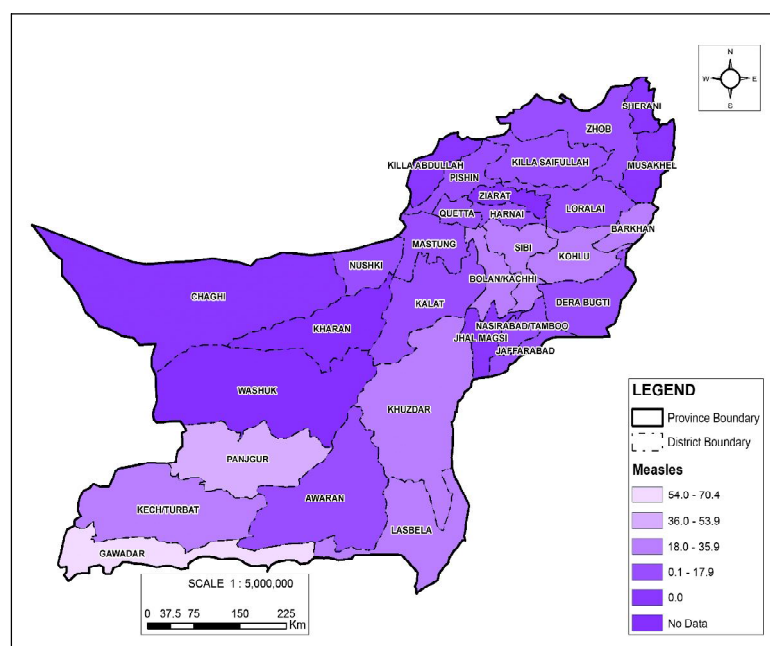 N
W E
S
SHERANI
ZHOB
KILLA ABDULLAH
KILLA SAIFULLAH
MUSAKHEL
PISHIN
ZIARAT
LORALAI
QUETTA
HARNAI
BARKHAN
MASTUNG
SIBI
KOHLU
NUSHKI
BOLAN/KACHHI
CHAGHI
KALAT
DERA BUGTI
KHARAN
NASIRABAD/TAMBOO
JHAL MAGSI
JAFFARABAD
WASHUK
KHUZDAR
PANJGUR
KECH/TURBAT
AWARAN
LASBELA
GAWADAR
LEGEND
Province Boundary
District Boundary
Measles
54.0 - 70.4
36.0 - 53.9
18.0 - 35.9
0.1 - 17.9
0.0
No Data
SCALE 1 : 5,000,000
0 37.5 75 150 225
Km